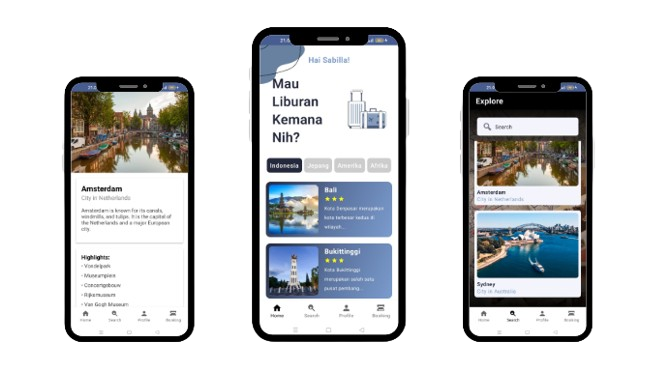 Amsterdam
City in Netherlands
Amsterdam is known for its canals,
windmills, and tulips. It is the capital of
the Netherlands and a major European
city.
Highlights:
- Vondelpark
- Museumplein
- Concertgebouw
- Rijksmuseum
- Van Gogh Museum
Home Search Profile Booking
Hai Sabilla!
Mau
Liburan
Kemana
Nih?
Indonesia Jepang Amerika Afrika
Bali
Kota Denpasar merupakan
kota terbesar kedua di
wilayah...
Bukittinggi
Kota Bukittinggi
merupakan salah satu
pusat perdang...
Home Search Profile Booking
Explore
Search
Amsterdam
City in Netherlands
Sydney
City in Australia
Home Search Profile Booking